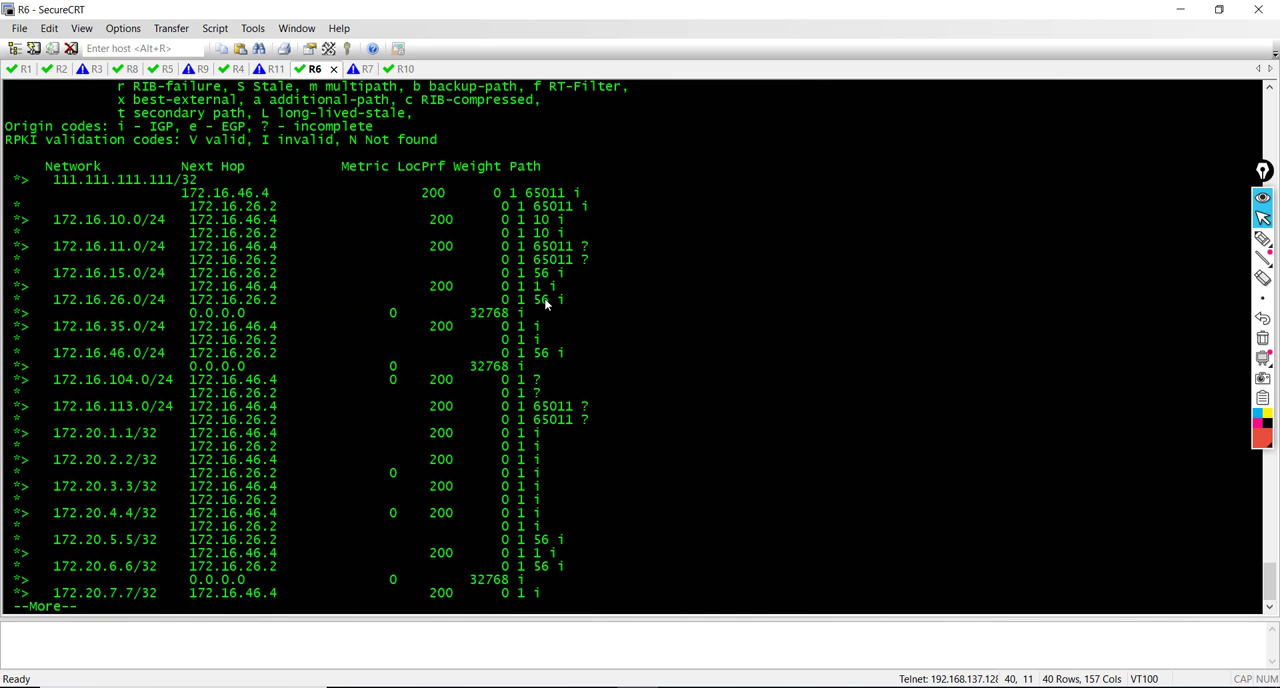 R6 - SecureCRT
File Edit View Options Transfer Script Tools Window Help
Enter host <Alt+R>
R1 R2 R3 R8 R5 R9 R4 R11 R6 R7 R10
r RIB-failure, S Stale, m multipath, b backup-path, f RT-Filter,
x best-external, a additional-path, c RIB-compressed,
t secondary path, L long-lived-stale,
Origin codes: i - IGP, e - EGP, ? - incomplete
RPKI validation codes: V valid, I invalid, N Not found
Network Next Hop Metric LocPrf Weight Path
*> 111.111.111.111/32
172.16.46.4 200 0 1 65011 i
* 172.16.26.2 0 1 65011 i
*> 172.16.10.0/24 172.16.46.4 200 0 1 10 i
* 172.16.26.2 0 1 10 i
*> 172.16.11.0/24 172.16.46.4 200 0 1 65011 ?
* 172.16.26.2 0 1 65011 ?
* 172.16.15.0/24 172.16.26.2 0 1 56 i
*> 172.16.46.4 200 0 1 1 i
* 172.16.26.0/24 172.16.26.2 0 1 56 i
*> 0.0.0.0 0 32768 i
*> 172.16.35.0/24 172.16.46.4 200 0 1 i
* 172.16.26.2 0 1 i
* 172.16.46.0/24 172.16.26.2 0 1 56 i
*> 0.0.0.0 0 32768 i
*> 172.16.104.0/24 172.16.46.4 0 200 0 1 ?
* 172.16.26.2 0 1 ?
*> 172.16.113.0/24 172.16.46.4 200 0 1 65011 ?
* 172.16.26.2 0 1 65011 ?
*> 172.20.1.1/32 172.16.46.4 200 0 1 i
* 172.16.26.2 0 1 i
*> 172.20.2.2/32 172.16.46.4 200 0 1 i
* 172.16.26.2 0 0 1 i
*> 172.20.3.3/32 172.16.46.4 200 0 1 i
* 172.16.26.2 0 1 i
*> 172.20.4.4/32 172.16.46.4 0 200 0 1 i
* 172.16.26.2 0 1 i
* 172.20.5.5/32 172.16.26.2 0 1 56 i
*> 172.16.46.4 200 0 1 1 i
* 172.20.6.6/32 172.16.26.2 0 1 56 i
*> 0.0.0.0 0 32768 i
*> 172.20.7.7/32 172.16.46.4 200 0 1 i
--More--
Ready Telnet: 192.168.137.128 40, 11 40 Rows, 157 Cols VT100 CAP NUM